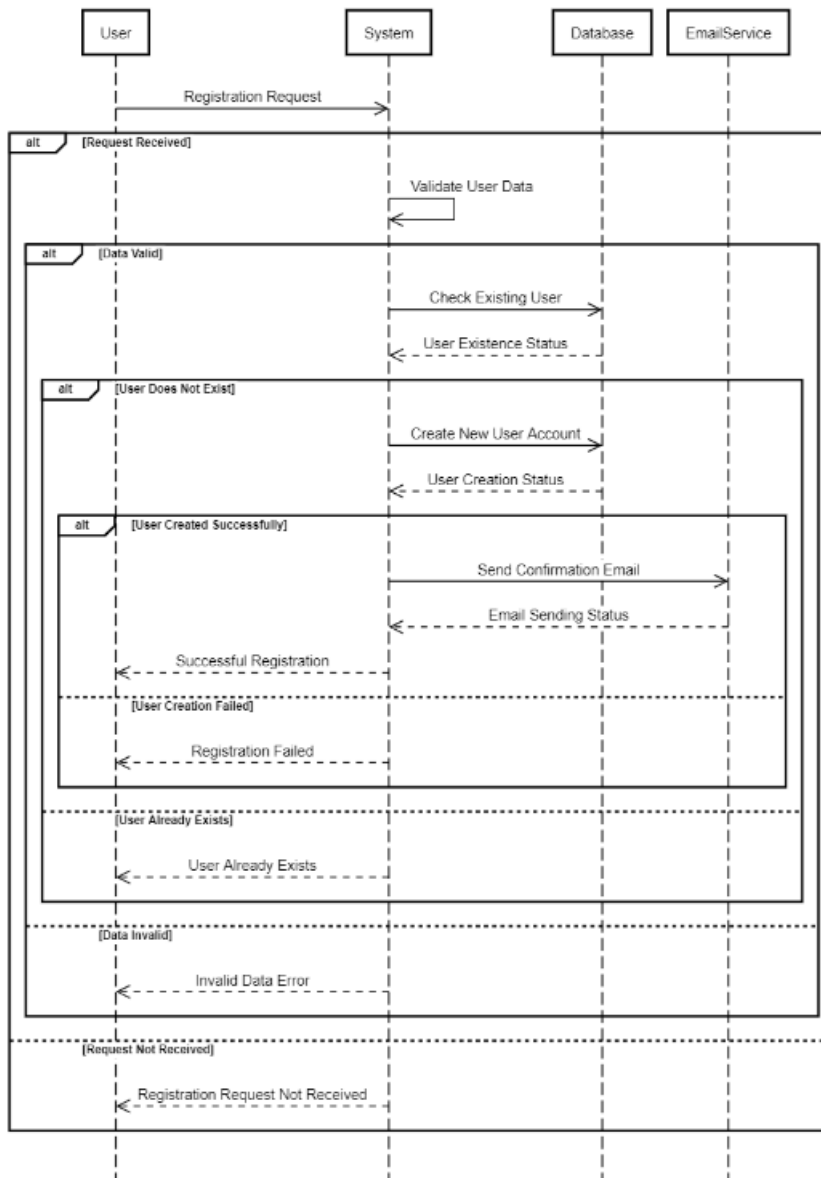 User
System
Database
EmailService
Registration Request
alt
[Request Received]
Validate User Data
alt
[Data Valid]
Check Existing User
User Existence Status
alt
[User Does Not Exist]
Create New User Account
User Creation Status
alt
[User Created Successfully]
Send Confirmation Email
Email Sending Status
Successful Registration
[User Creation Failed]
Registration Failed
[User Already Exists]
User Already Exists
[Data Invalid]
Invalid Data Error
[Request Not Received]
Registration Request Not Received